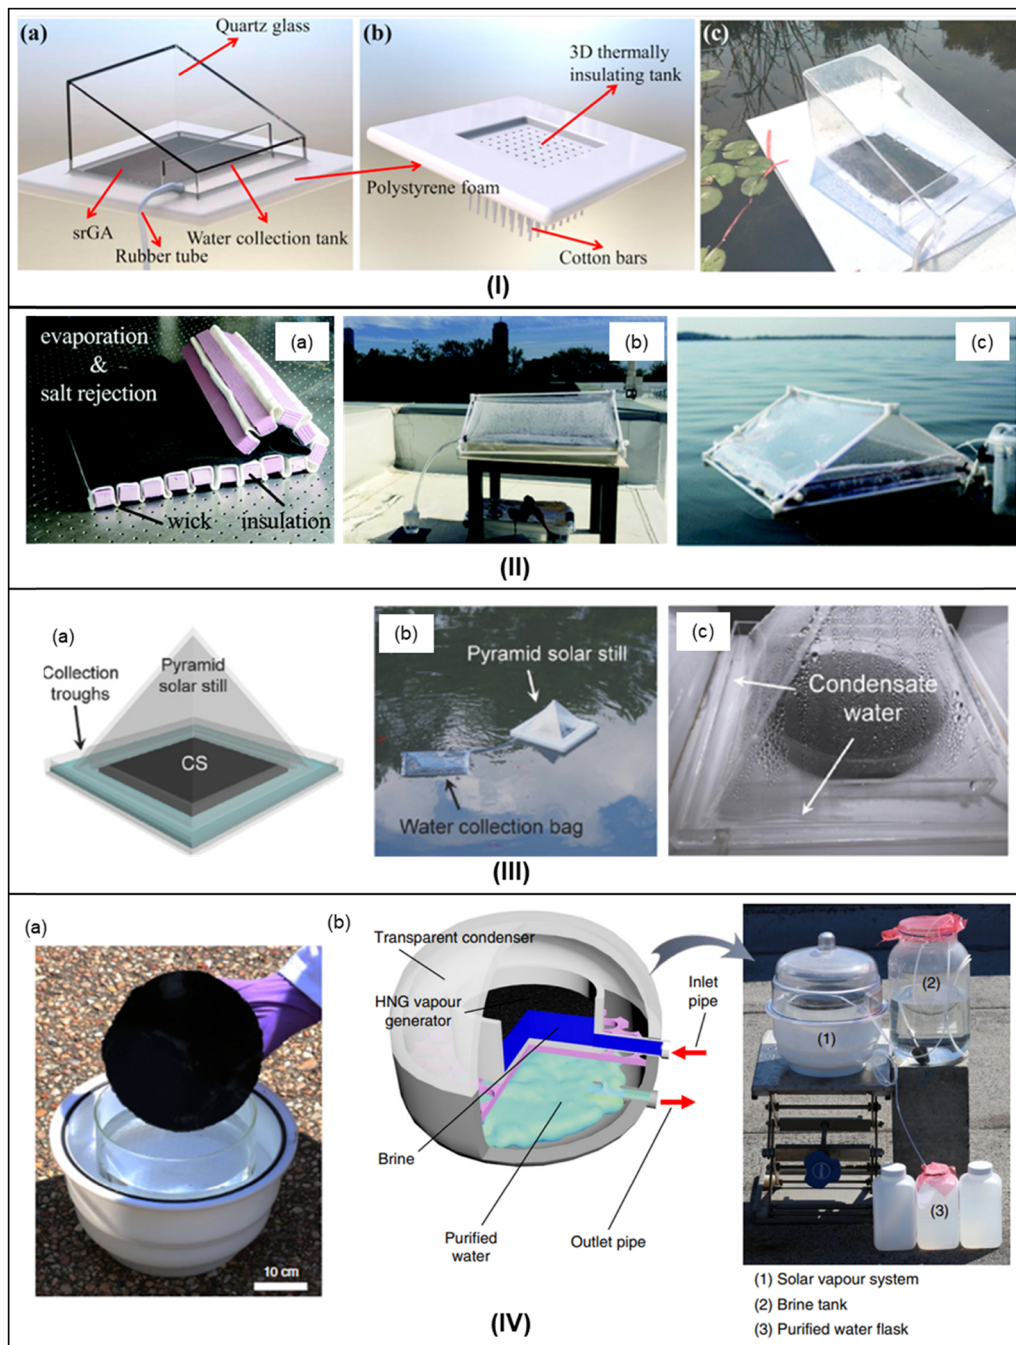 (a)
Quartz glass
srGA
Rubber tube
Water collection tank
(b)
3D thermally
insulating tank
Polystyrene foam
Cotton bars
(c)
(I)
evaporation
&
salt rejection
(a)
wick
insulation
(b)
(c)
(II)
(a)
Collection
troughs
Pyramid
solar still
CS
(b)
Pyramid solar still
Water collection bag
(c)
Condensate
water
(III)
(a)
10 cm
(b)
Transparent condenser
HNG vapour
generator
Inlet
pipe
Brine
Purified
water
Outlet pipe
(1)
(2)
(3)
(1) Solar vapour system
(2) Brine tank
(3) Purified water flask
(IV)